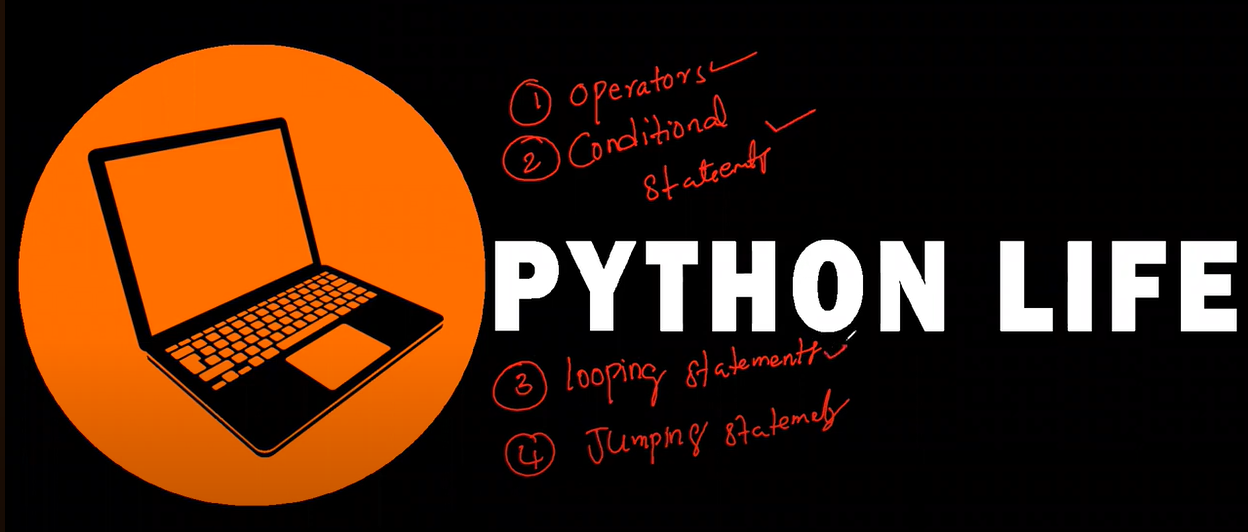 ① operators
② Conditional
statements
PYTHON LIFE
③ looping statements
④ Jumping statements